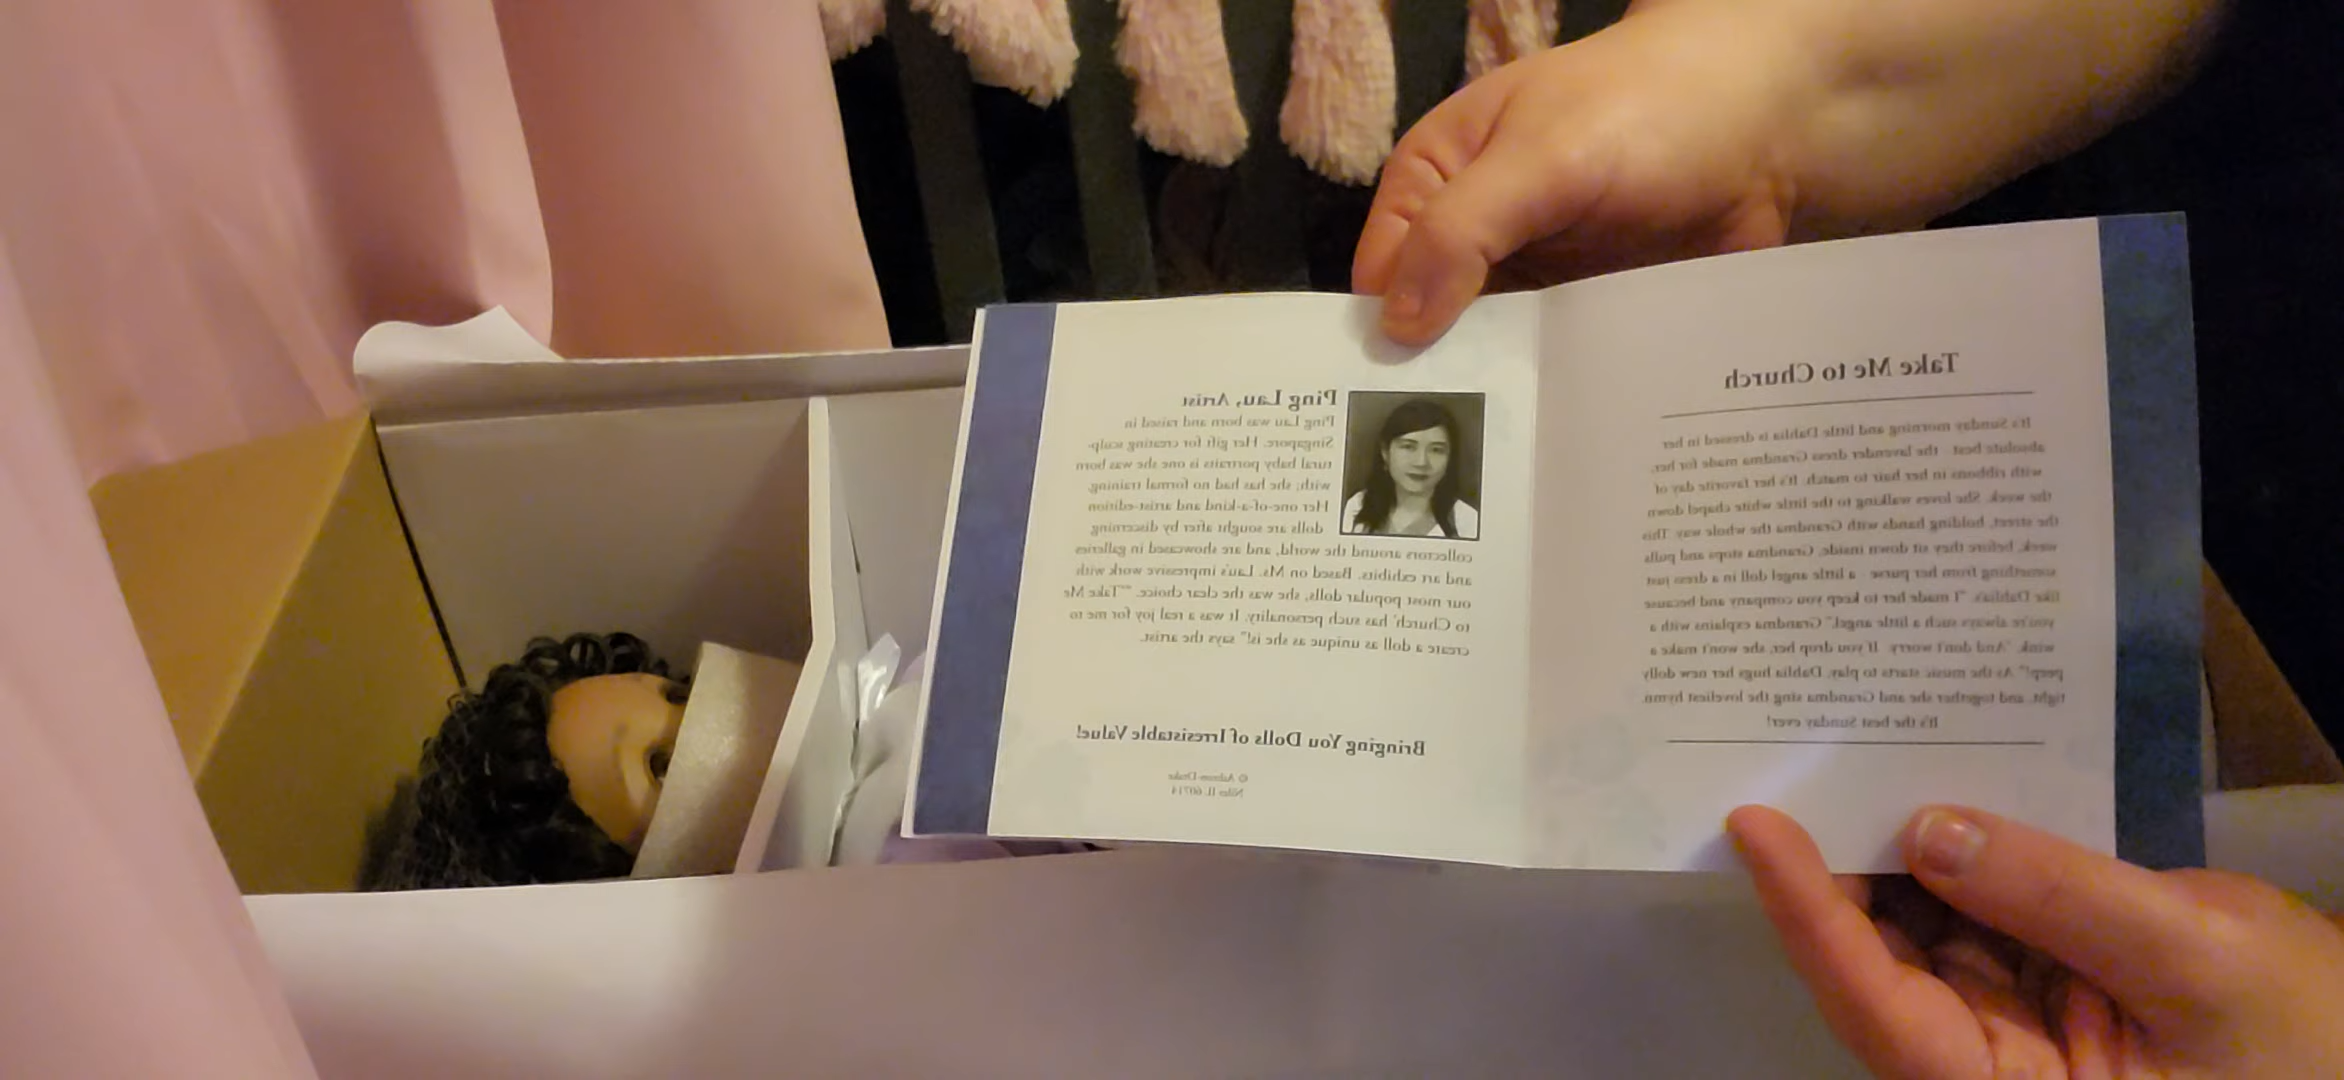 Take Me to Church
It's Sunday morning and little Dahlia is dressed in her
absolute best the lavender dress Grandma made for her,
with ribbons in her hair to match. It's her favorite day of
the week. She loves walking to the little white chapel down
the street, holding hands with Grandma the whole way. This
week, before they sit down inside, Grandma stops and pulls
something from her purse a little angel doll in a dress just
like Dahlia's. "I made her to keep you company and because
you're always such a little angel," Grandma explains with a
wink. "And don't worry. If you drop her, she won't make a
peep!" As the music starts to play, Dahlia hugs her new dolly
tight, and together she and Grandma sing the loveliest hymn.
It's the best Sunday ever!
Ping Lau, Artist
Ping Lau was born and raised in
Singapore. Her gift for creating sculp-
tural baby portraits is one she was born
with; she has had no formal training.
Her one-of-a-kind and artist-edition
dolls are sought after by discerning
collectors around the world, and are showcased in galleries
and art exhibits. Based on Ms. Lau's impressive work with
our most popular dolls, she was the clear choice. "'Take Me
to Church' has such personality. It was a real joy for me to
create a doll as unique as she is!" says the artist.
Bringing You Dolls of Irresistable Value!
© Ashton-Drake
Niles IL 60714